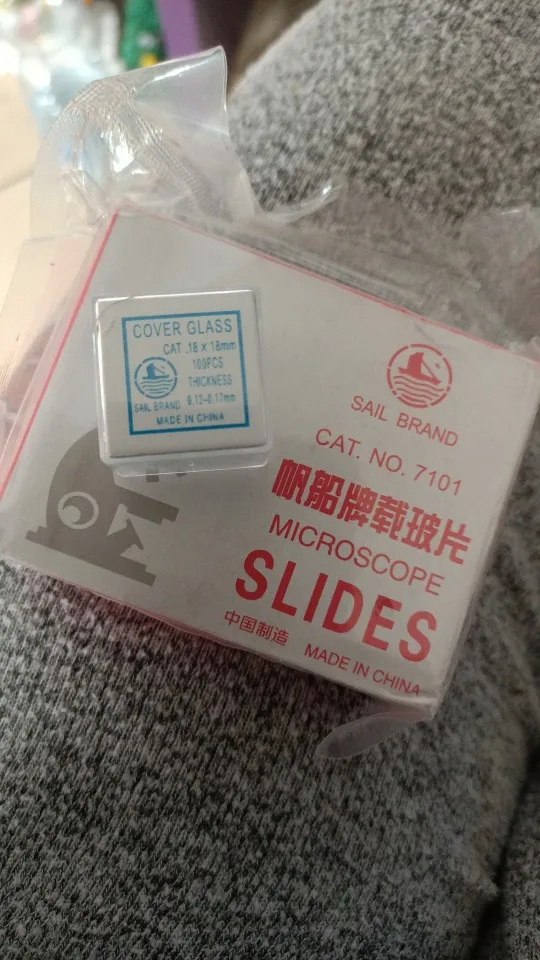 COVER GLASS
CAT .18 × 18mm
100PCS
THICKNESS
SAIL BRAND 0.13-0.17mm
MADE IN CHINA
SAIL BRAND
CAT. NO. 7101
帆船牌载玻片
MICROSCOPE
SLIDES
中国制造 MADE IN CHINA